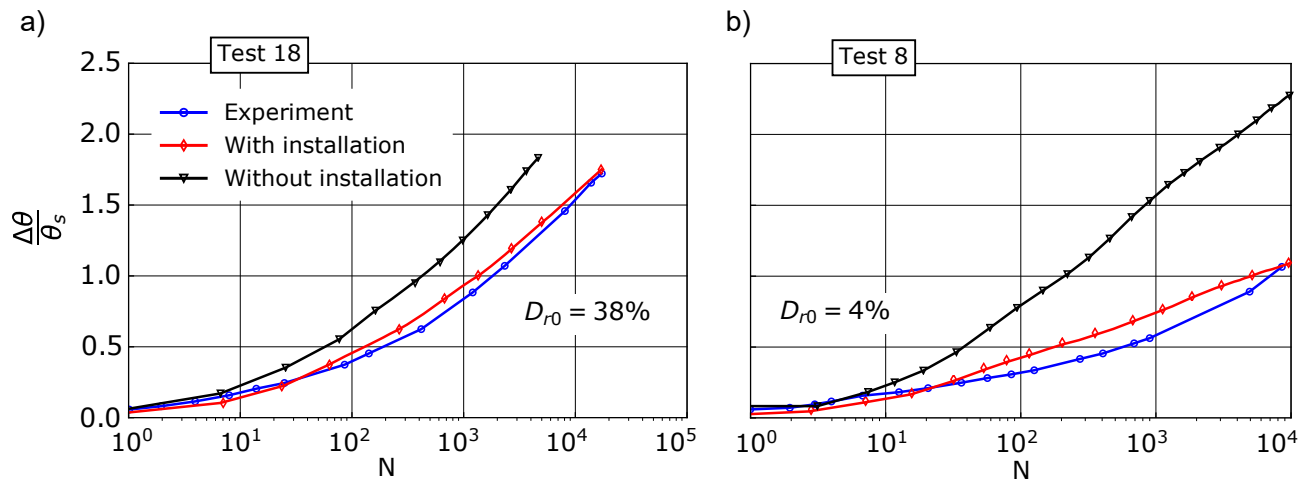 a)
Test 18
2.5
2.0
1.5
1.0
0.5
0.0
Δθ
θs
Experiment
With installation
Without installation
Dr0 = 38%
10^0 10^1 10^2 10^3 10^4 10^5
N
b)
Test 8
Dr0 = 4%
10^0 10^1 10^2 10^3 10^4
N